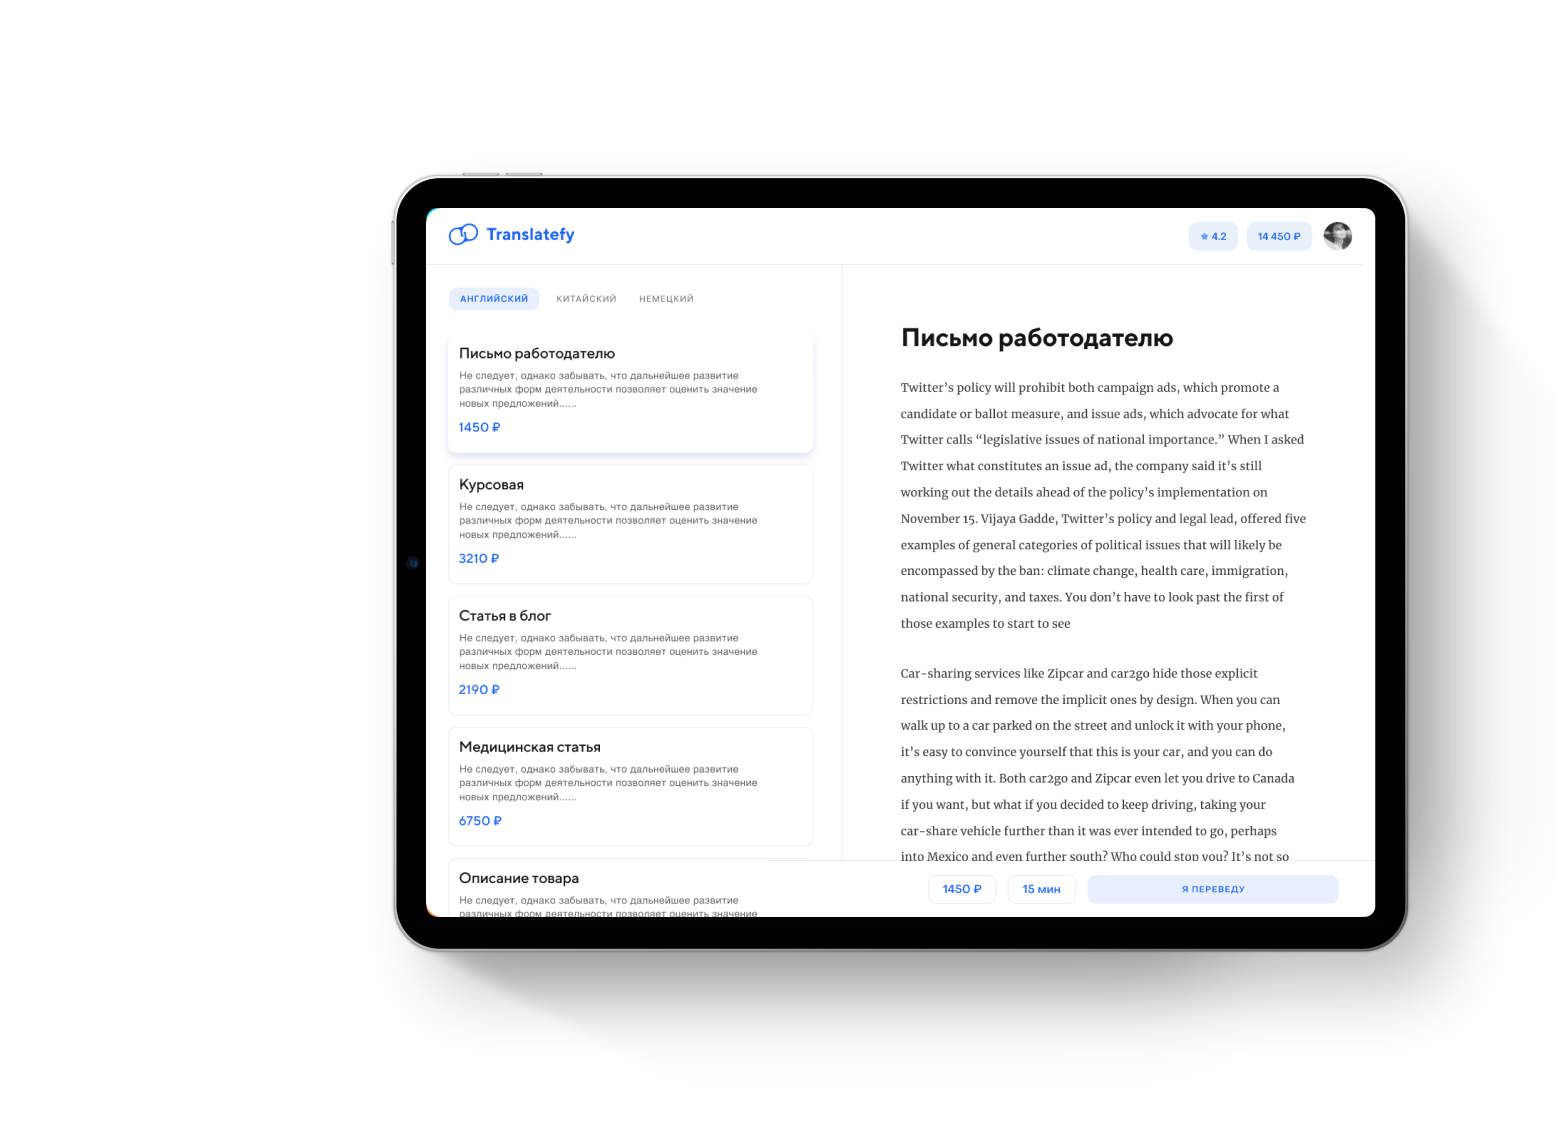 Translatefy
4.2
14 450 ₽
АНГЛИЙСКИЙ
КИТАЙСКИЙ
НЕМЕЦКИЙ
Письмо работодателю
Не следует, однако забывать, что дальнейшее развитие
различных форм деятельности позволяет оценить значение
новых предложений......
1450 ₽
Курсовая
Не следует, однако забывать, что дальнейшее развитие
различных форм деятельности позволяет оценить значение
новых предложений......
3210 ₽
Статья в блог
Не следует, однако забывать, что дальнейшее развитие
различных форм деятельности позволяет оценить значение
новых предложений......
2190 ₽
Медицинская статья
Не следует, однако забывать, что дальнейшее развитие
различных форм деятельности позволяет оценить значение
новых предложений......
6750 ₽
Описание товара
Не следует, однако забывать, что дальнейшее развитие
различных форм деятельности позволяет оценить значение
Письмо работодателю
Twitter’s policy will prohibit both campaign ads, which promote a
candidate or ballot measure, and issue ads, which advocate for what
Twitter calls “legislative issues of national importance.” When I asked
Twitter what constitutes an issue ad, the company said it’s still
working out the details ahead of the policy’s implementation on
November 15. Vijaya Gadde, Twitter’s policy and legal lead, offered five
examples of general categories of political issues that will likely be
encompassed by the ban: climate change, health care, immigration,
national security, and taxes. You don’t have to look past the first of
those examples to start to see
Car-sharing services like Zipcar and car2go hide those explicit
restrictions and remove the implicit ones by design. When you can
walk up to a car parked on the street and unlock it with your phone,
it’s easy to convince yourself that this is your car, and you can do
anything with it. Both car2go and Zipcar even let you drive to Canada
if you want, but what if you decided to keep driving, taking your
car-share vehicle further than it was ever intended to go, perhaps
into Mexico and even further south? Who could stop you? It’s not so
1450 ₽
15 мин
Я ПЕРЕВЕДУ